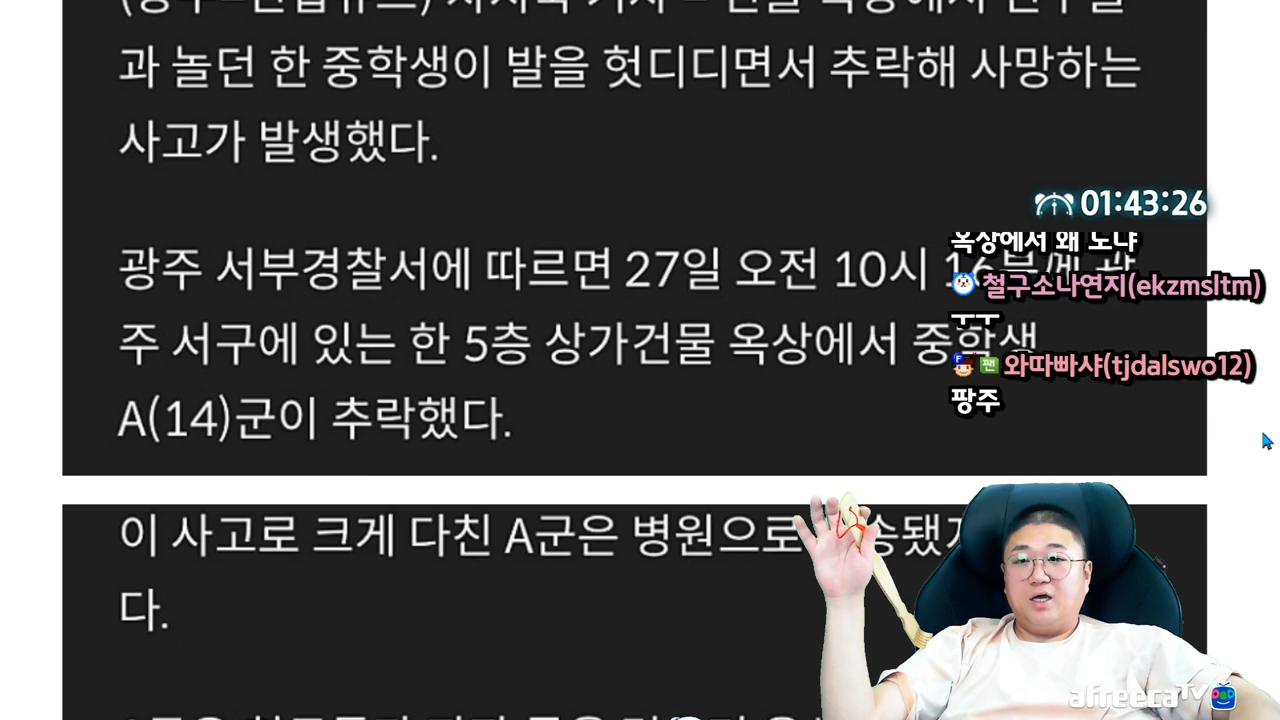 과 놀던 한 중학생이 발을 헛디디면서 추락해 사망하는
사고가 발생했다.
01:43:26
옥상에서 왜 노냐
광주 서부경찰서에 따르면 27일 오전 10시
철구소나연지(ekzmsltm)
ㅜㅜ
주 서구에 있는 한 5층 상가건물 옥상에서 중학생
와따빠샤(tjdalswo12)
팡주
A(14)군이 추락했다.
이 사고로 크게 다친 A군은 병원으로
다.
afreecaTV